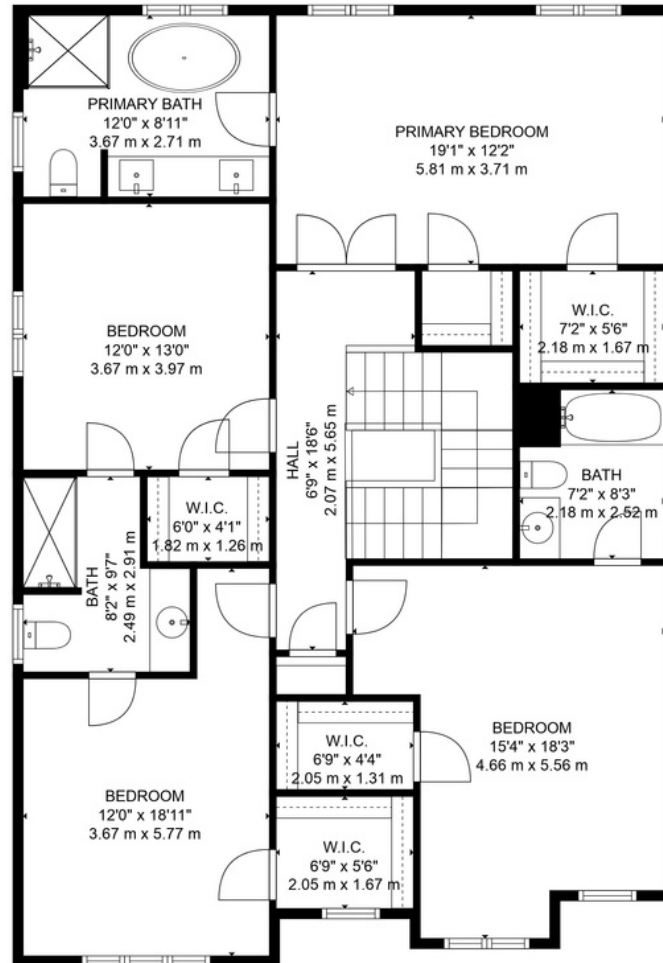 PRIMARY BATH
12'0" x 8'11"
3.67 m x 2.71 m
PRIMARY BEDROOM
19'1" x 12'2"
5.81 m x 3.71 m
BEDROOM
12'0" x 13'0"
3.67 m x 3.97 m
W.I.C.
7'2" x 5'6"
2.18 m x 1.67 m
HALL
6'9" x 18'6"
2.07 m x 5.65 m
BATH
7'2" x 8'3"
2.18 m x 2.52 m
W.I.C.
6'0" x 4'1"
1.82 m x 1.26 m
BATH
8'2" x 9'7"
2.49 m x 2.91 m
BEDROOM
15'4" x 18'3"
4.66 m x 5.56 m
W.I.C.
6'9" x 4'4"
2.05 m x 1.31 m
BEDROOM
12'0" x 18'11"
3.67 m x 5.77 m
W.I.C.
6'9" x 5'6"
2.05 m x 1.67 m